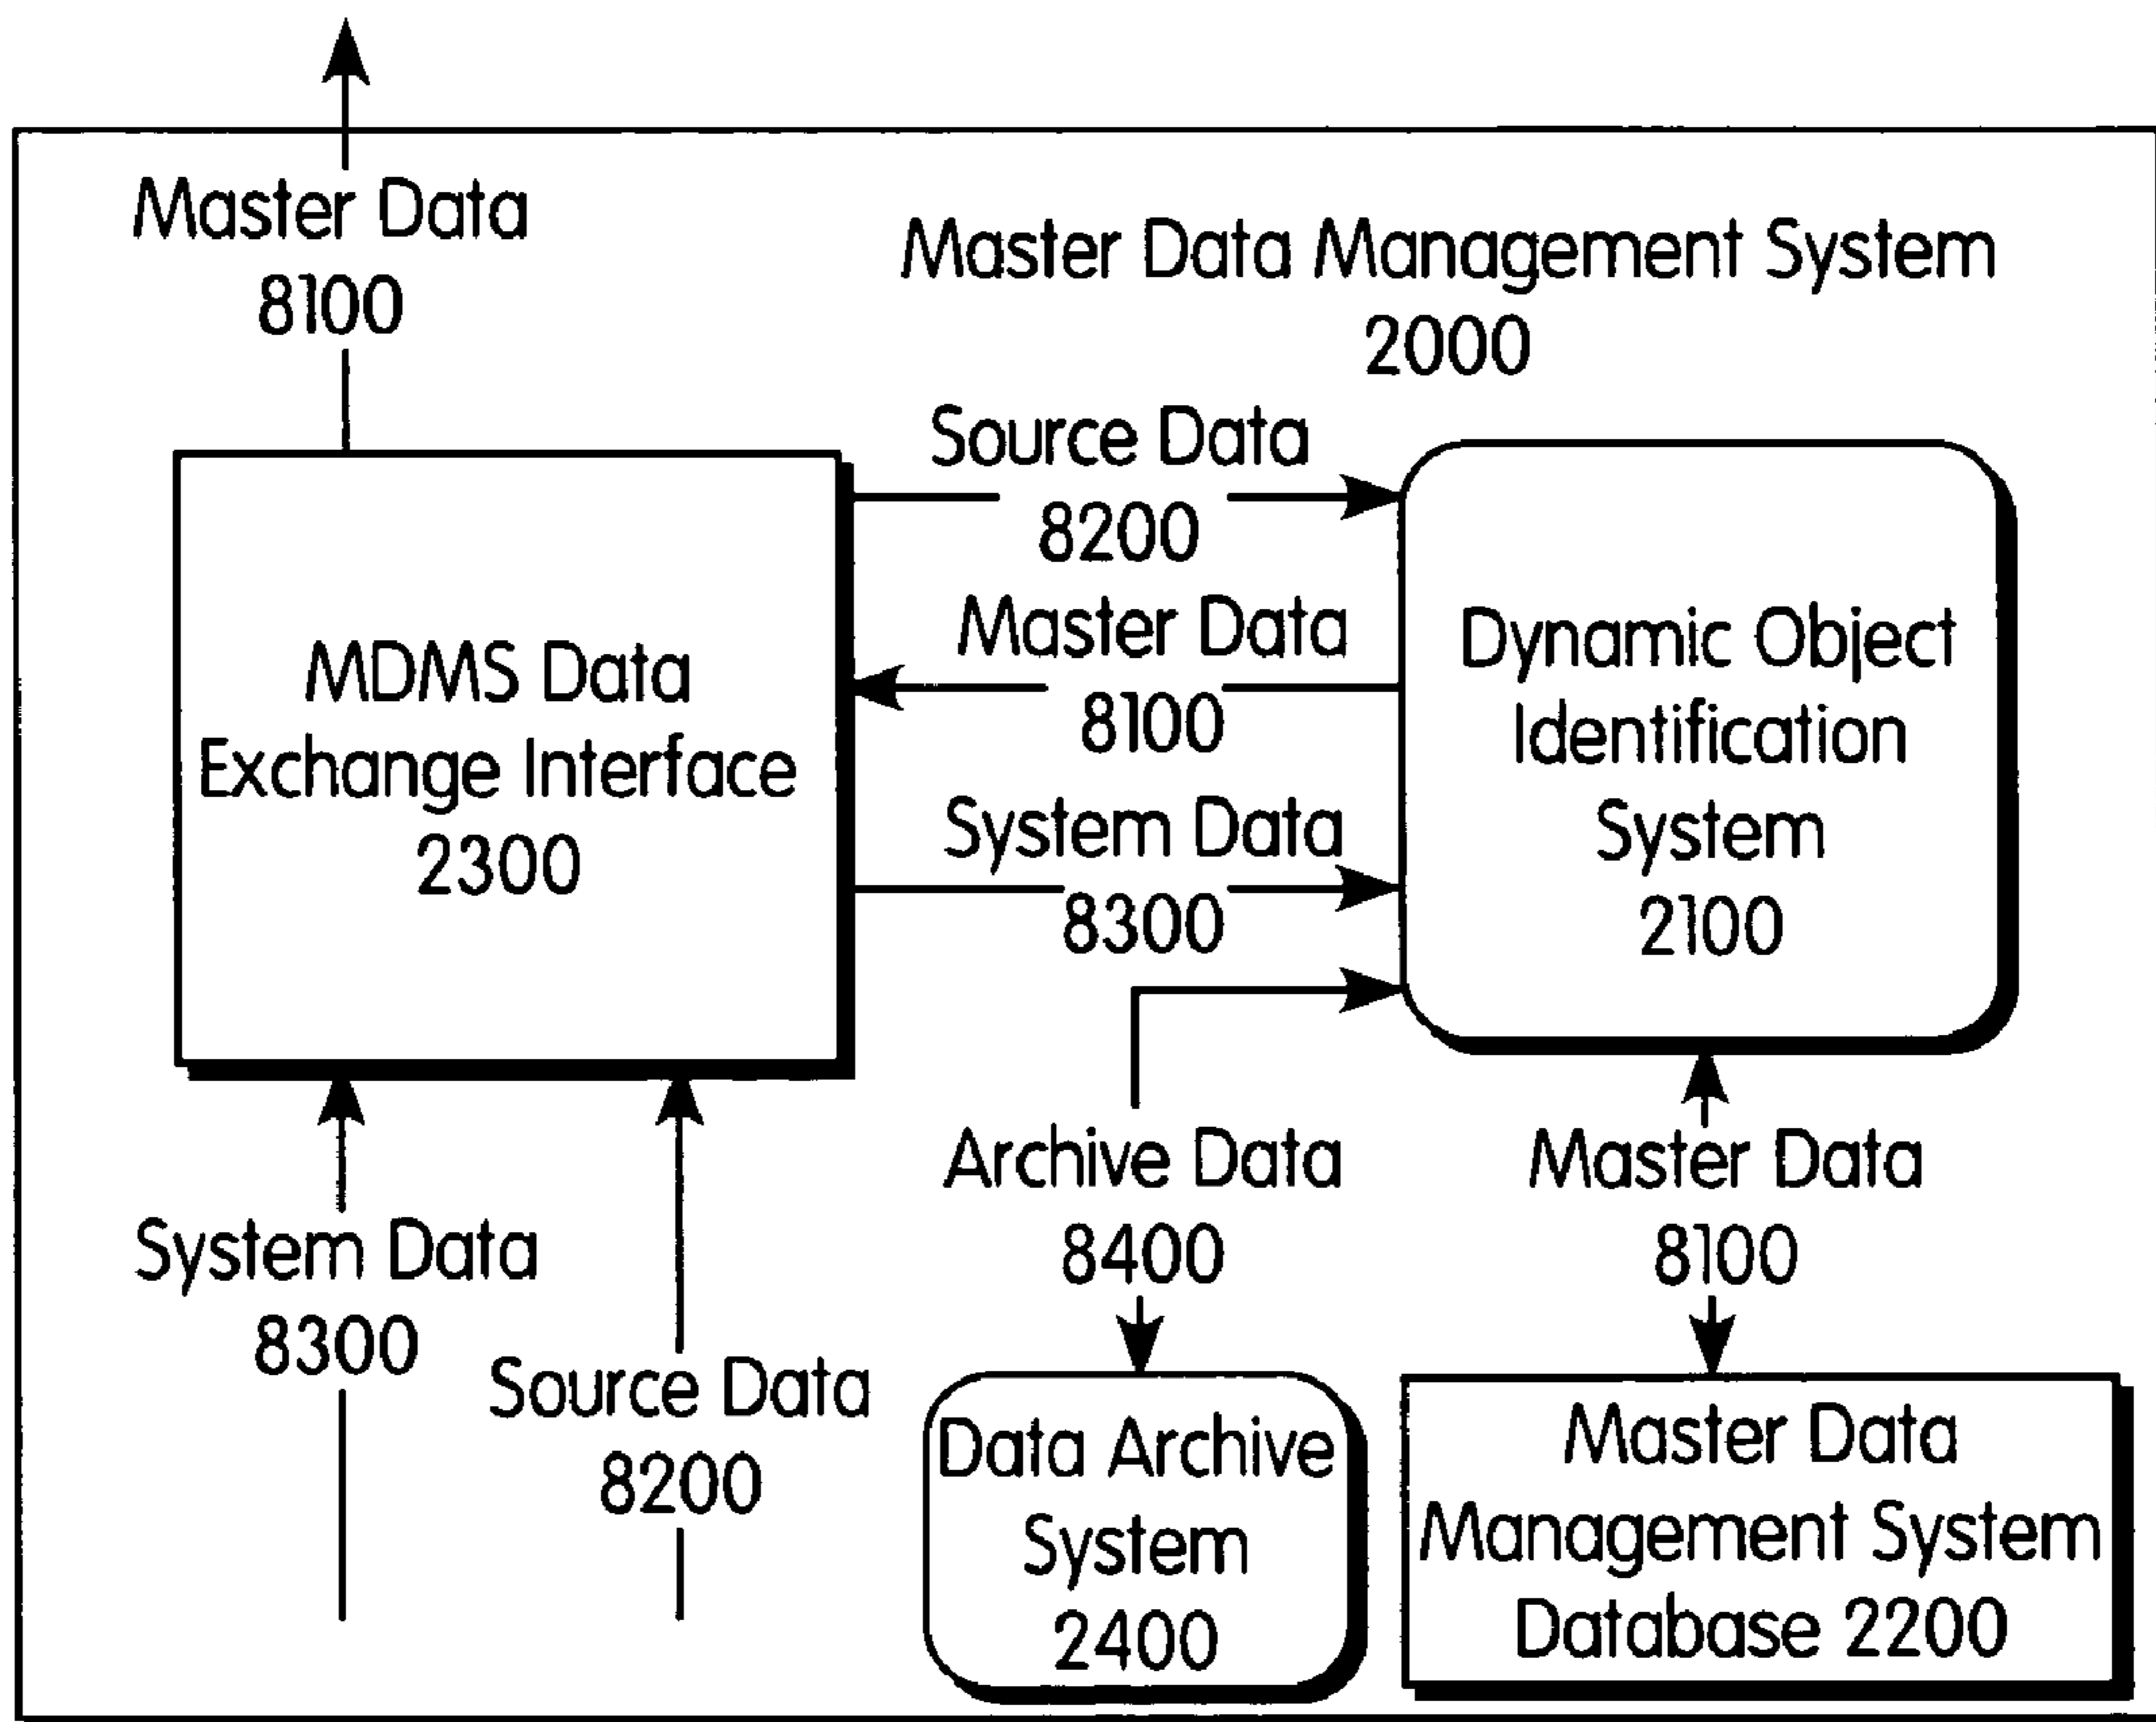 Master Data
8100
Master Data Management System
2000
Source Data
8200
Master Data
8100
System Data
8300
MDMS Data
Exchange Interface
2300
Dynamic Object
Identification
System
2100
Archive Data
8400
Master Data
8100
System Data
8300
Source Data
8200
Data Archive
System
2400
Master Data
Management System
Database 2200